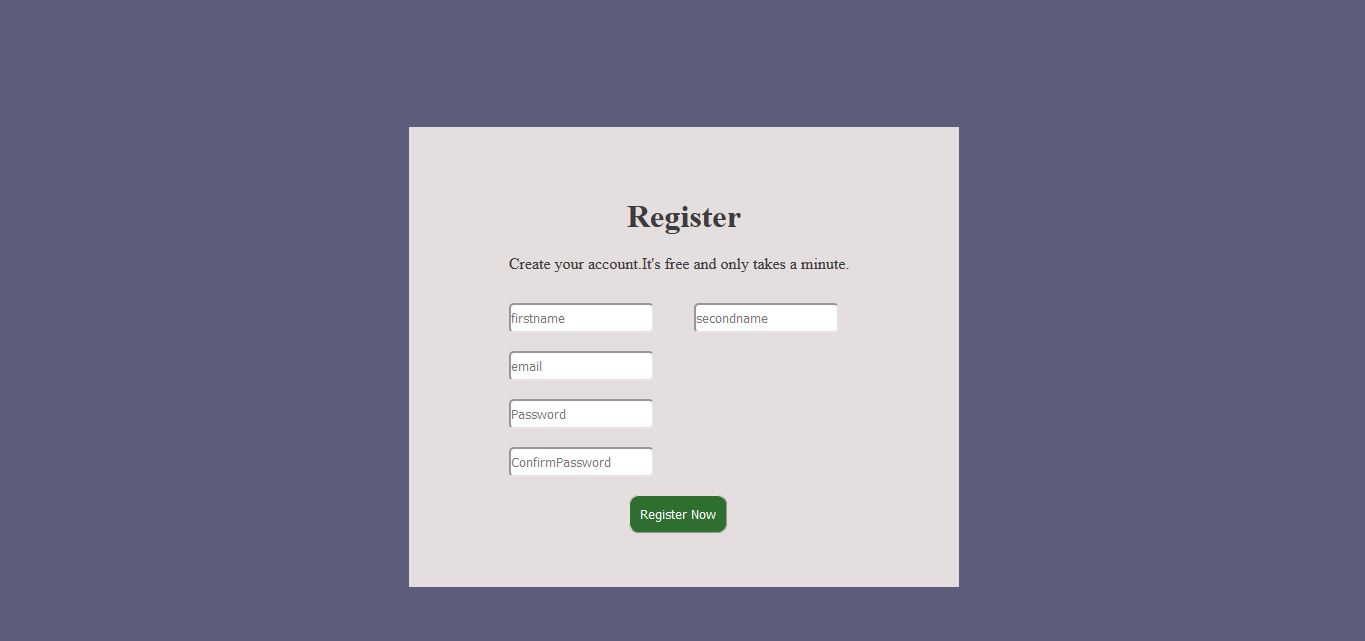 Register
Create your account.It's free and only takes a minute.
firstname secondname
email
Password
ConfirmPassword
Register Now